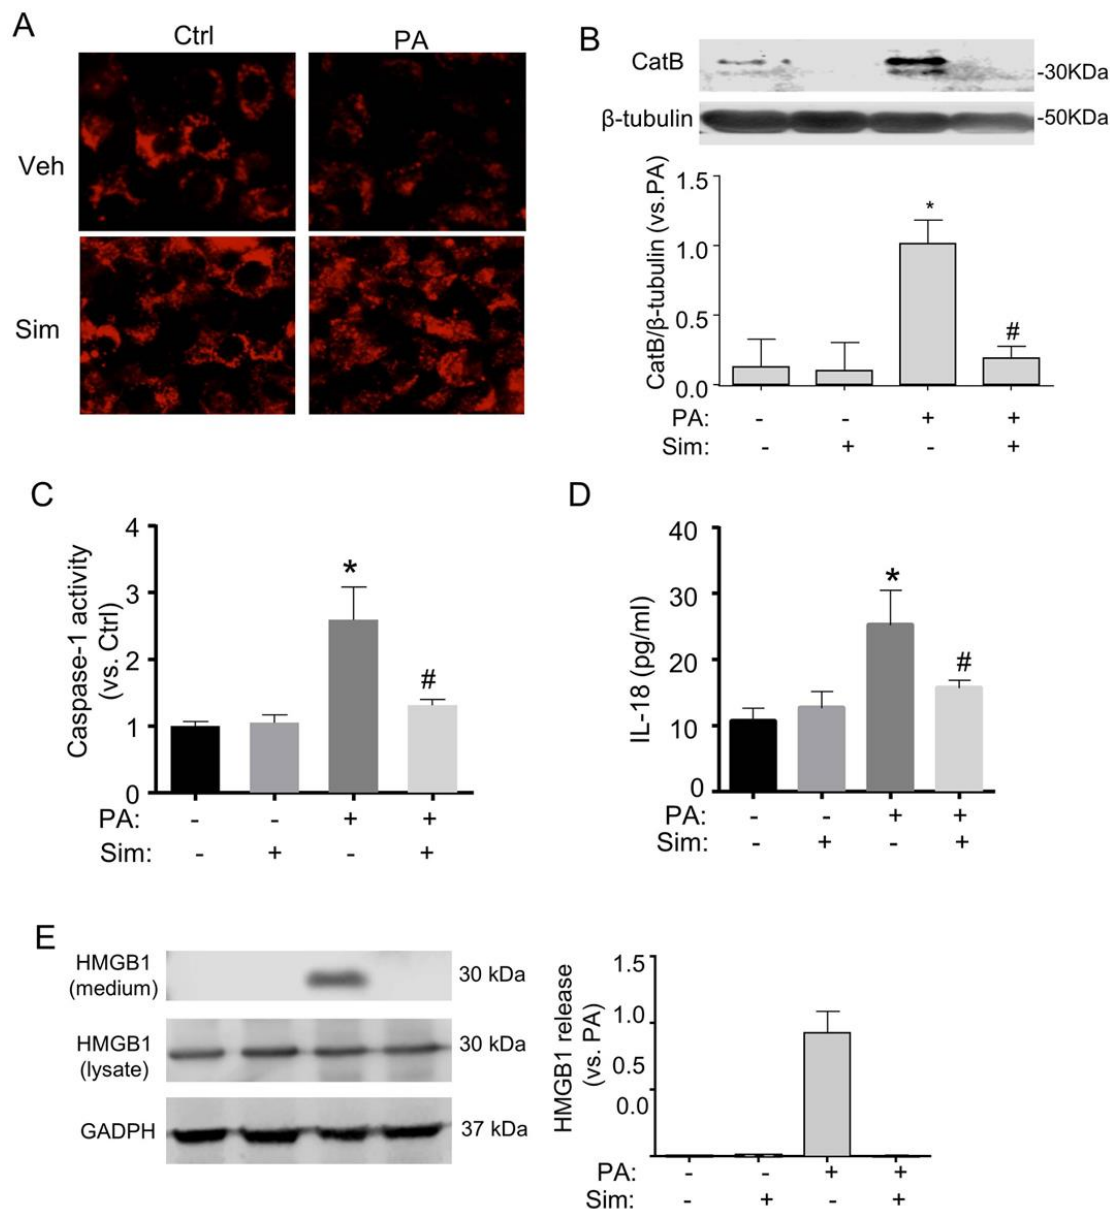 A
Ctrl PA
Veh
Sim
B
CatB -30KDa
β-tubulin -50KDa
CatB/β-tubulin (vs.PA)
1.5
1.0
0.5
0.0
*
#
PA: - - + +
Sim: - + - +
C
Caspase-1 activity
(vs. Ctrl)
4
3
2
1
0
*
#
PA: - - + +
Sim: - + - +
D
IL-18 (pg/ml)
40
30
20
10
0
*
#
PA: - - + +
Sim: - + - +
E
HMGB1
(medium) 30 kDa
HMGB1
(lysate) 30 kDa
GADPH 37 kDa
HMGB1 release
(vs. PA)
1.5
1.0
0.5
0.0
PA: - - + +
Sim: - + - +